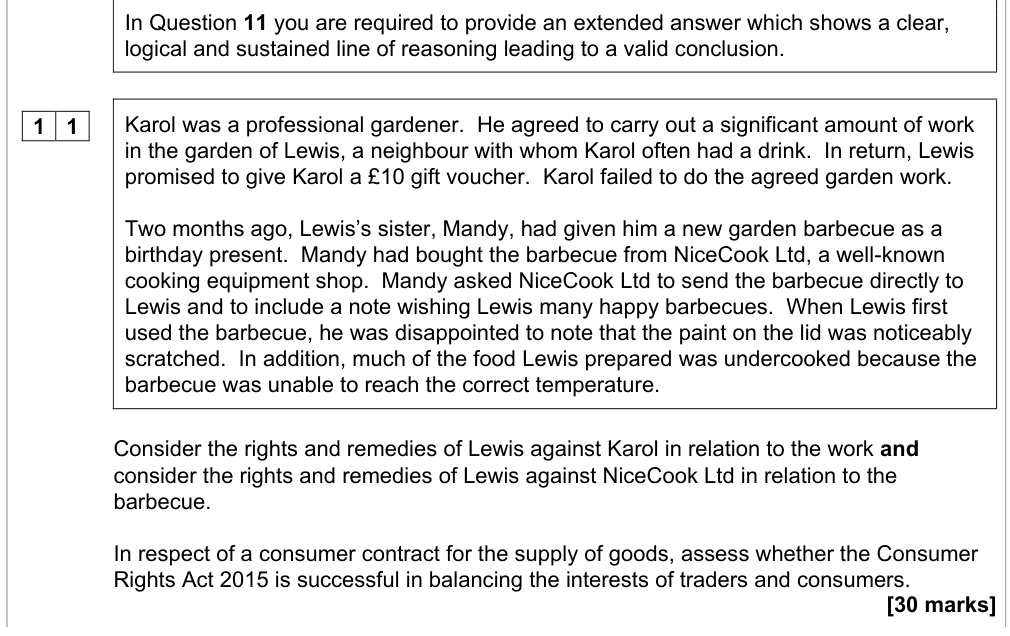 In Question 11 you are required to provide an extended answer which shows a clear,
logical and sustained line of reasoning leading to a valid conclusion.
1 1
Karol was a professional gardener.  He agreed to carry out a significant amount of work
in the garden of Lewis, a neighbour with whom Karol often had a drink.  In return, Lewis
promised to give Karol a £10 gift voucher.  Karol failed to do the agreed garden work.
Two months ago, Lewis's sister, Mandy, had given him a new garden barbecue as a
birthday present.  Mandy had bought the barbecue from NiceCook Ltd, a well-known
cooking equipment shop.  Mandy asked NiceCook Ltd to send the barbecue directly to
Lewis and to include a note wishing Lewis many happy barbecues.  When Lewis first
used the barbecue, he was disappointed to note that the paint on the lid was noticeably
scratched.  In addition, much of the food Lewis prepared was undercooked because the
barbecue was unable to reach the correct temperature.
Consider the rights and remedies of Lewis against Karol in relation to the work and
consider the rights and remedies of Lewis against NiceCook Ltd in relation to the
barbecue.
In respect of a consumer contract for the supply of goods, assess whether the Consumer
Rights Act 2015 is successful in balancing the interests of traders and consumers.
[30 marks]